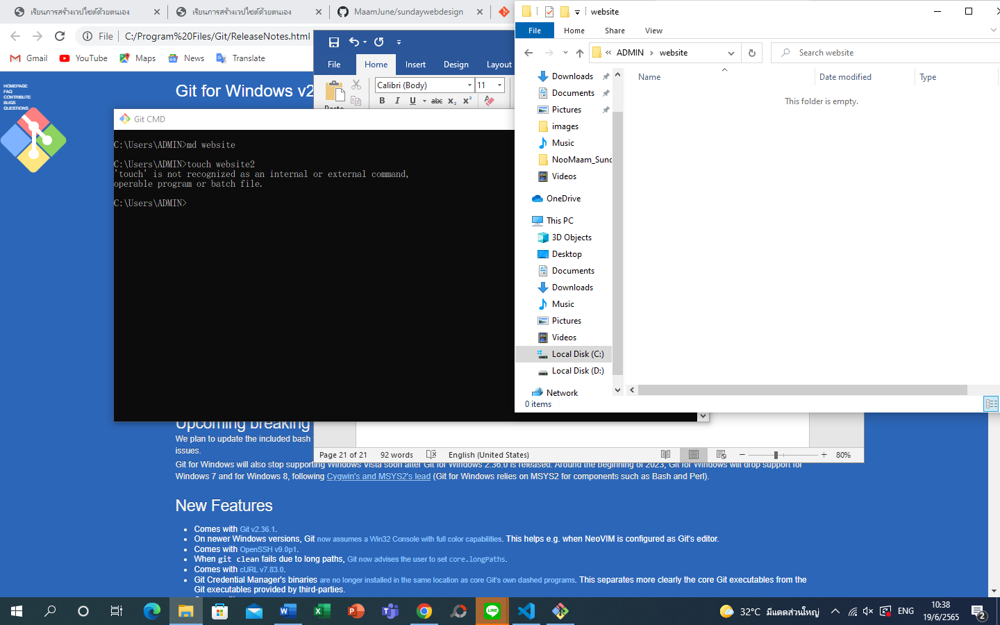 เรียนการสร้างเวปไซต์ด้วยตนเอง
เรียนการสร้างเวปไซต์ด้วยตนเอง
MaamJune/sundaywebdesign
File
C:/Program%20Files/Git/ReleaseNotes.html
Gmail
YouTube
Maps
News
Translate
HOMEPAGE
FAQ
CONTRIBUTE
BUGS
QUESTIONS
Git for Windows v2
File
Home
Insert
Design
Layout
Calibri (Body)
11
B I U abc x₂ x²
Git CMD
C:\Users\ADMIN>md website
C:\Users\ADMIN>touch website2
'touch' is not recognized as an internal or external command,
operable program or batch file.
C:\Users\ADMIN>
website
File
Home
Share
View
« ADMIN › website
Search website
Name
Date modified
Type
This folder is empty.
Downloads
Documents
Pictures
images
Music
NooMaam_Sund
Videos
OneDrive
This PC
3D Objects
Desktop
Documents
Downloads
Music
Pictures
Videos
Local Disk (C:)
Local Disk (D:)
Network
0 items
Upcoming breaking
We plan to update the included bash
issues.
Page 21 of 21
92 words
English (United States)
80%
Git for Windows will also stop supporting Windows Vista soon after Git for Windows 2.36.0 is released. Around the beginning of 2023, Git for Windows will drop support for
Windows 7 and for Windows 8, following Cygwin's and MSYS2's lead (Git for Windows relies on MSYS2 for components such as Bash and Perl).
New Features
Comes with Git v2.36.1.
On newer Windows versions, Git now assumes a Win32 Console with full color capabilities. This helps e.g. when NeoVIM is configured as Git's editor.
Comes with OpenSSH v9.0p1.
When git clean fails due to long paths, Git now advises the user to set core.longPaths.
Comes with cURL v7.83.0.
Git Credential Manager's binaries are no longer installed in the same location as core Git's own dashed programs. This separates more clearly the core Git executables from the
Git executables provided by third-parties.
32°C มีแดดส่วนใหญ่
ENG
10:38
19/6/2565
2